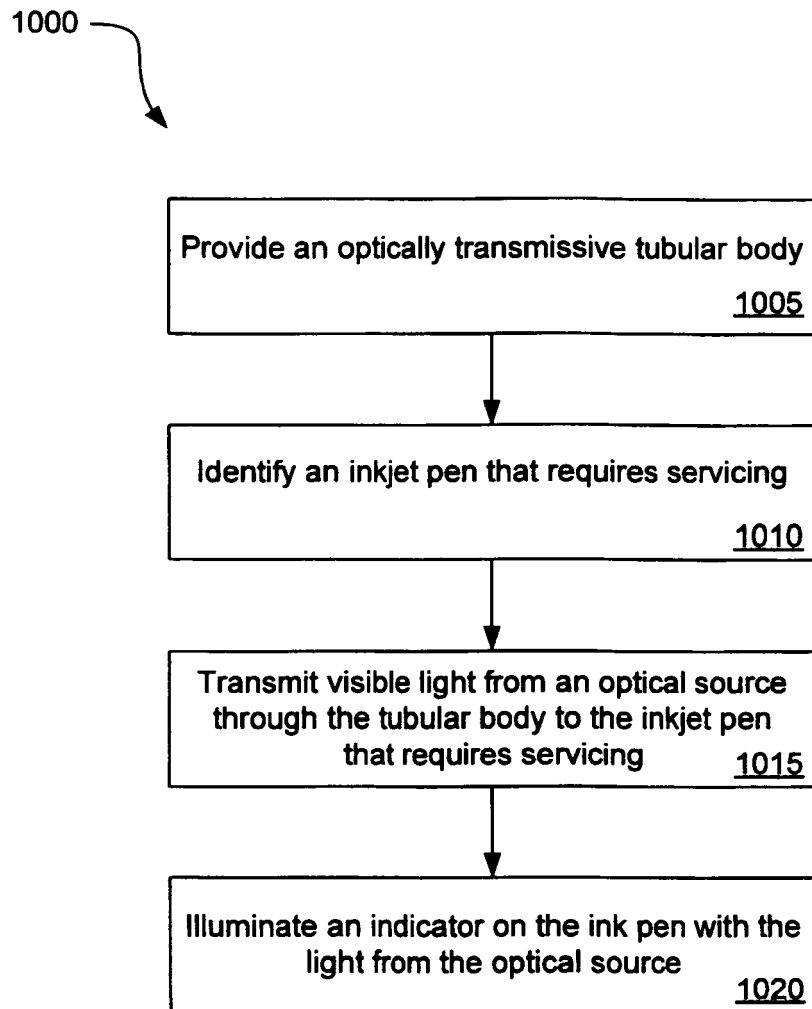 1000
Provide an optically transmissive tubular body
1005
Identify an inkjet pen that requires servicing
1010
Transmit visible light from an optical source
through the tubular body to the inkjet pen
that requires servicing
1015
Illuminate an indicator on the ink pen with the
light from the optical source
1020